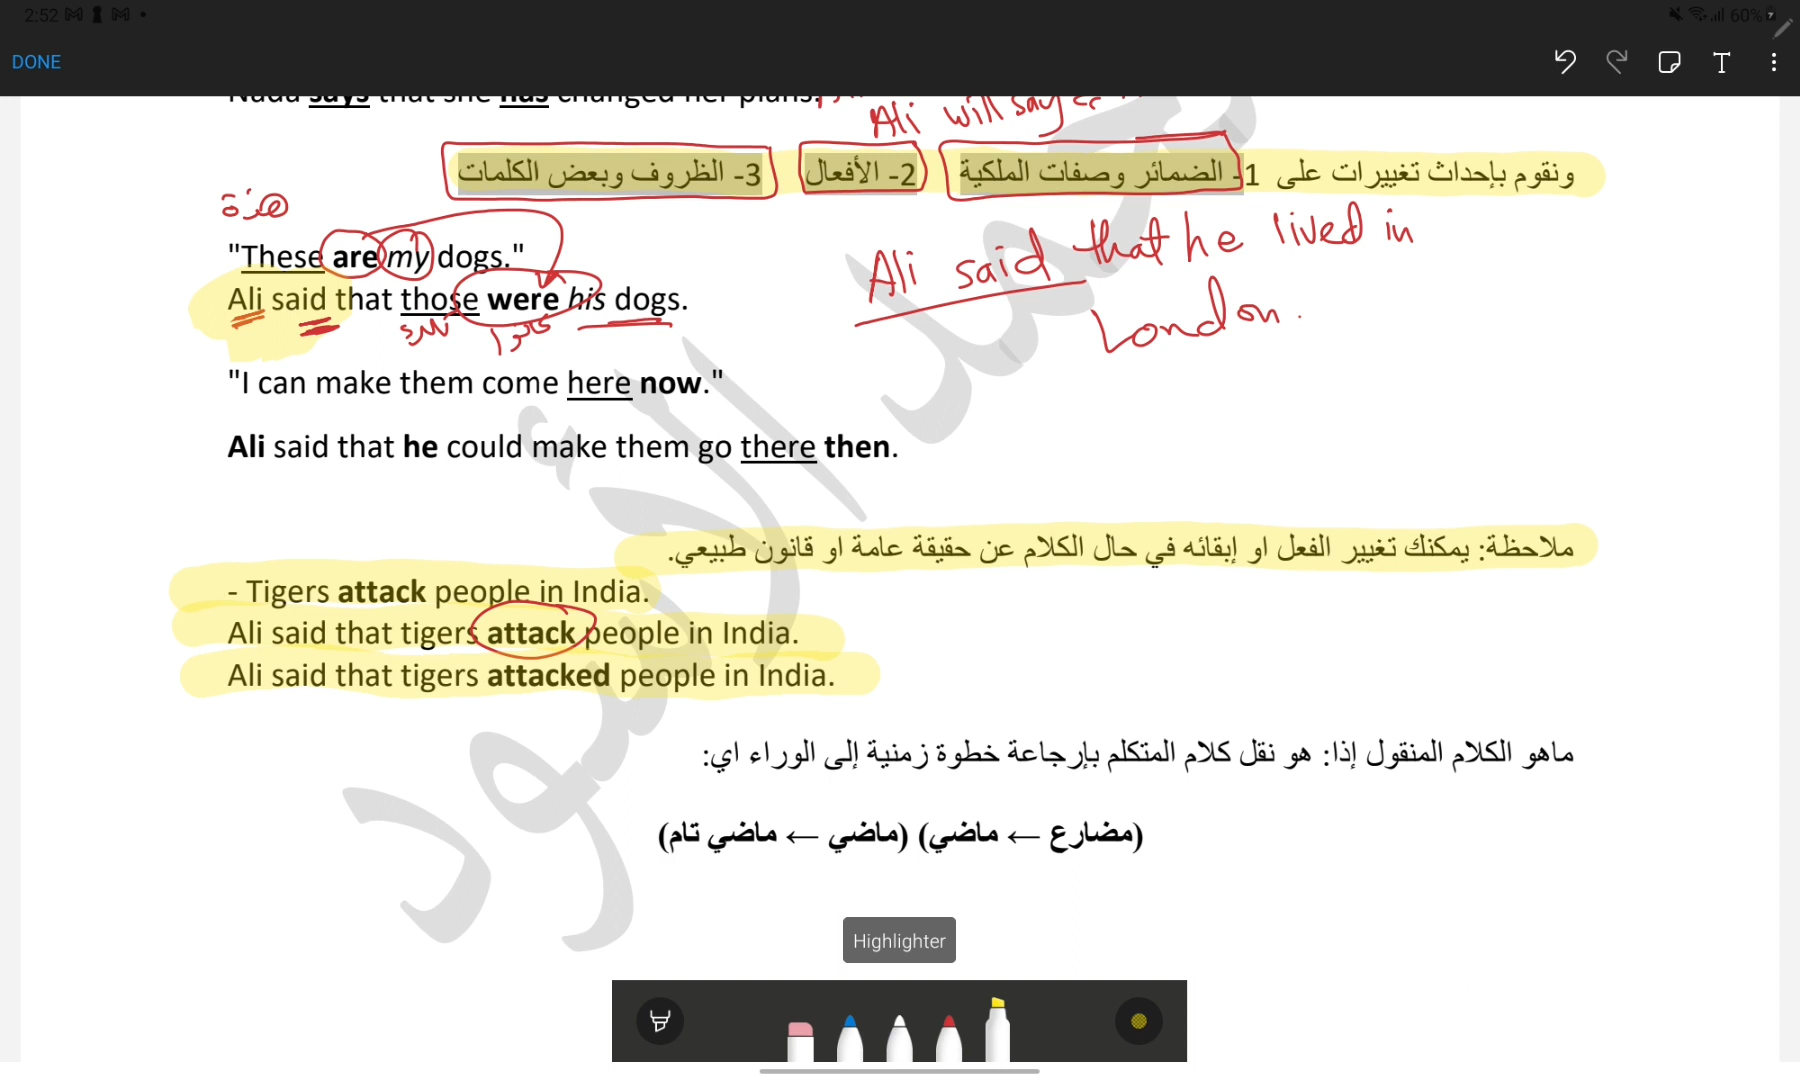 2:52
60%
DONE
T
Nada says that she has changed her plans.
Ali will say
ونقوم بإحداث تغييرات على 1- الضمائر وصفات الملكية 2- الأفعال 3- الظروف وبعض الكلمات
هذة
"These are my dogs."
Ali said that those were his dogs.
كانوا
Ali said that he lived in
London.
"I can make them come here now."
Ali said that he could make them go there then.
ملاحظة: يمكنك تغيير الفعل او إبقائه في حال الكلام عن حقيقة عامة او قانون طبيعي.
- Tigers attack people in India.
Ali said that tigers attack people in India.
Ali said that tigers attacked people in India.
ماهو الكلام المنقول إذا: هو نقل كلام المتكلم بإرجاعة خطوة زمنية إلى الوراء اي:
(مضارع ← ماضي) (ماضي ← ماضي تام)
Highlighter